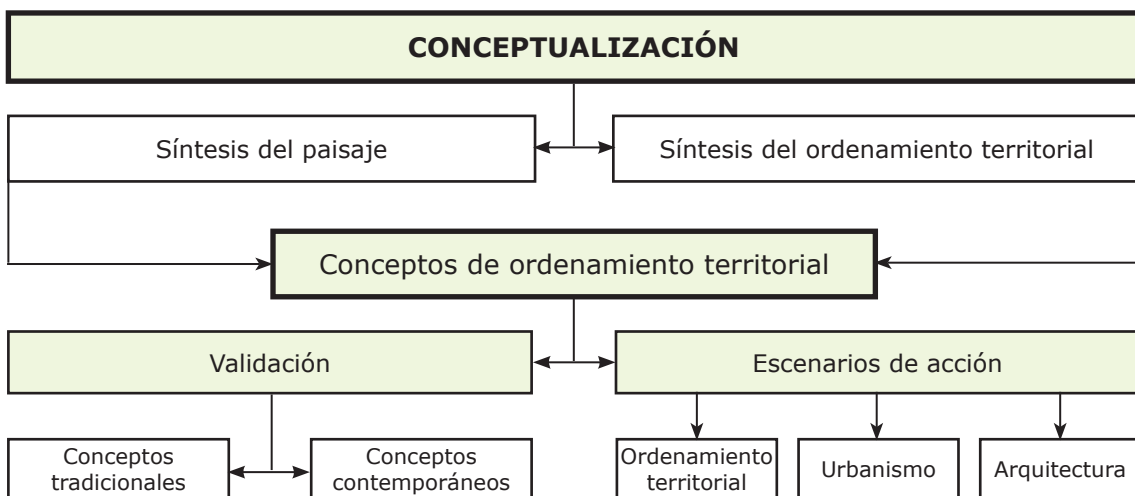 CONCEPTUALIZACIÓN
Síntesis del paisaje
Síntesis del ordenamiento territorial
Conceptos de ordenamiento territorial
Validación
Escenarios de acción
Conceptos
tradicionales
Conceptos
contemporáneos
Ordenamiento
territorial
Urbanismo
Arquitectura